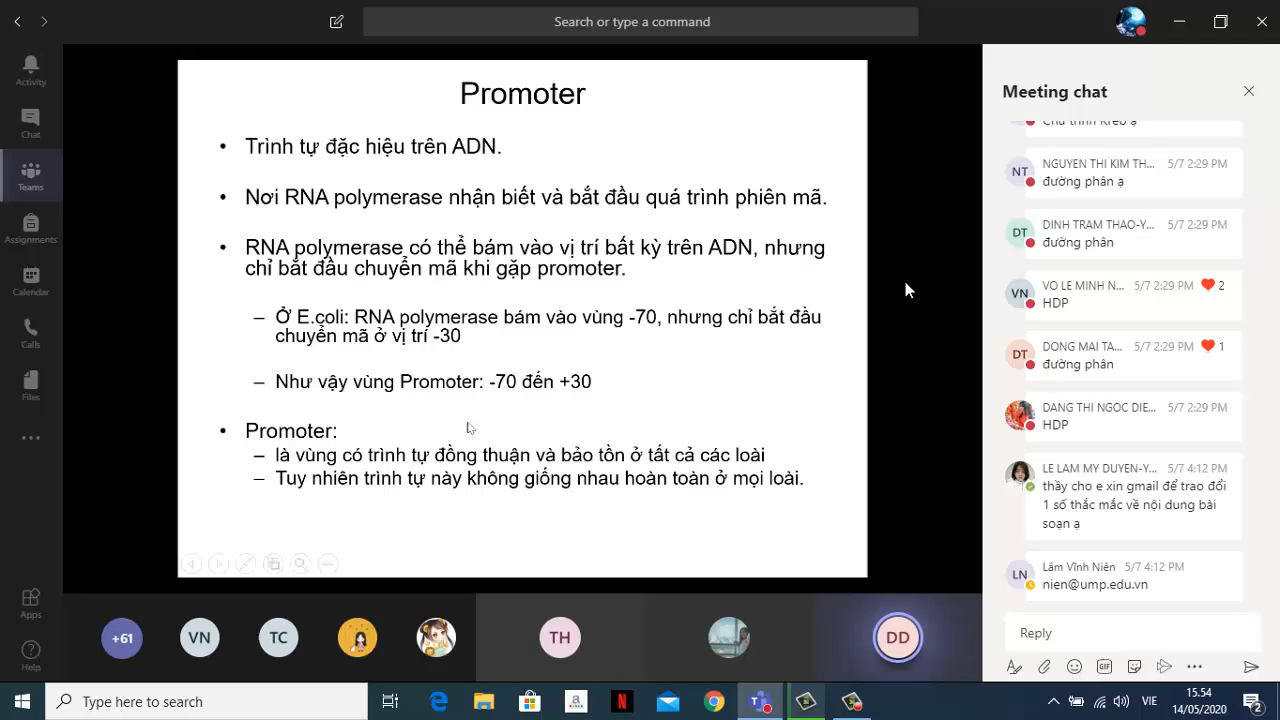 Search or type a command
Activity
Chat
Teams
Assignments
Calendar
Calls
Files
Apps
Help
Promoter
• Trình tự đặc hiệu trên ADN.
• Nơi RNA polymerase nhận biết và bắt đầu quá trình phiên mã.
• RNA polymerase có thể bám vào vị trí bất kỳ trên ADN, nhưng
chỉ bắt đầu chuyển mã khi gặp promoter.
– Ở E.coli: RNA polymerase bám vào vùng -70, nhưng chỉ bắt đầu
chuyển mã ở vị trí -30
– Như vậy vùng Promoter: -70 đến +30
• Promoter:
– là vùng có trình tự đồng thuận và bảo tồn ở tất cả các loài
– Tuy nhiên trình tự này không giống nhau hoàn toàn ở mọi loài.
+61
VN
TC
TH
DD
Meeting chat
Chu trình Kreb ạ
NT
NGUYEN THI KIM TH... 5/7 2:29 PM
đường phân ạ
DT
DINH TRAM THAO-Y... 5/7 2:29 PM
đường phân
VN
VO LE MINH N... 5/7 2:29 PM 2
HDP
DT
DONG MAI TA... 5/7 2:29 PM 1
đường phân
DANG THI NGOC DIE... 5/7 2:29 PM
HDP
LE LAM MY DUYEN-Y... 5/7 4:12 PM
thầy cho e xin gmail để trao đổi
1 số thắc mắc về nội dung bài
soạn ạ
LN
Lâm Vĩnh Niên 5/7 4:12 PM
nien@ump.edu.vn
Reply
GIF
Type here to search
a
N
VIE
15.54
14/05/2020
2